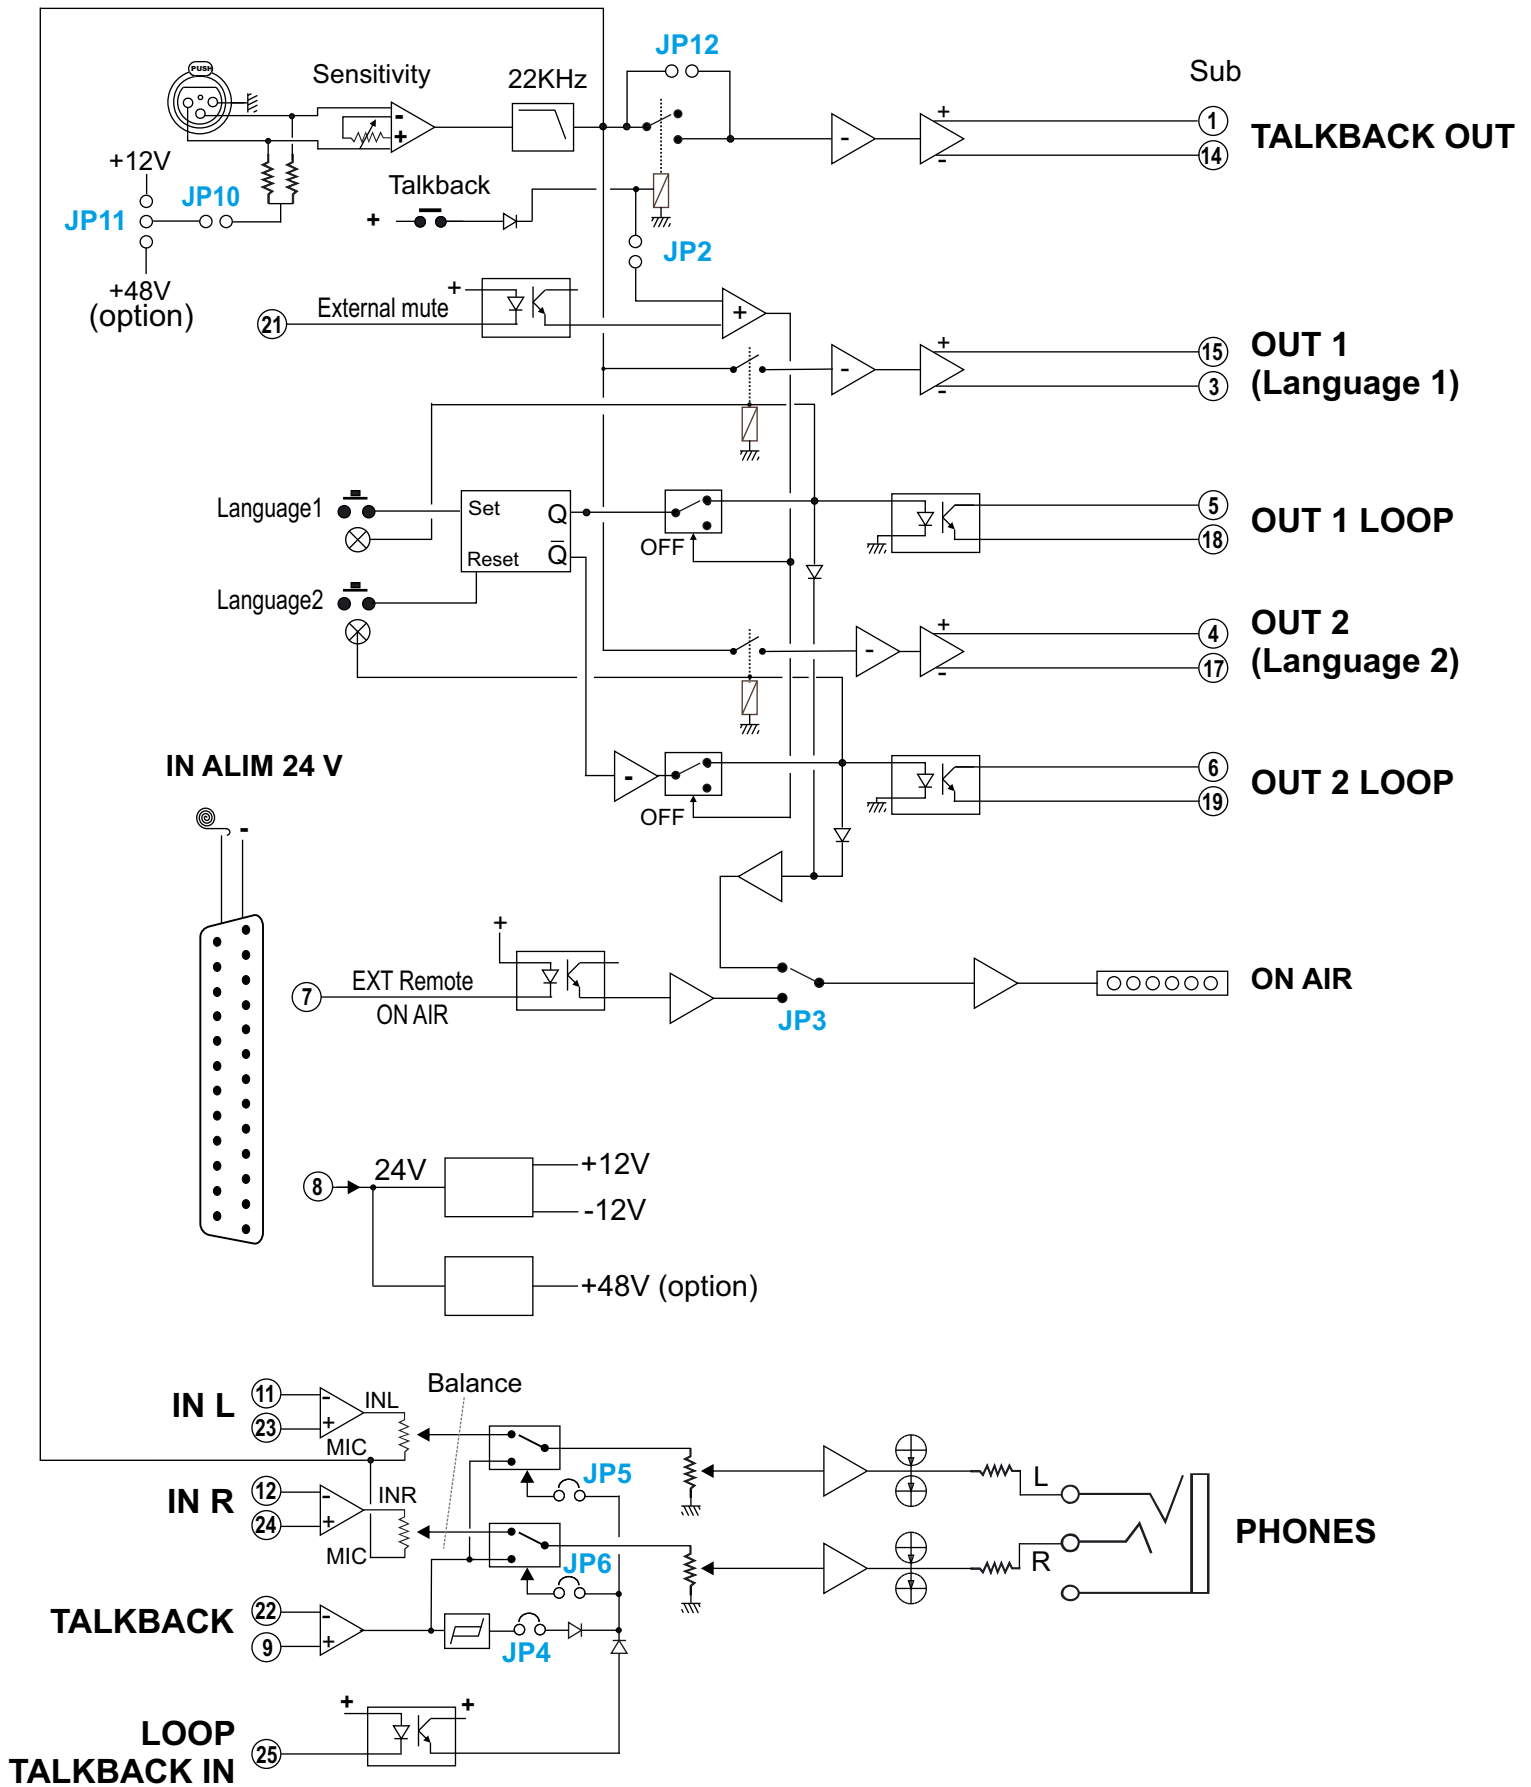 JP12
Sub
PUSH
Sensitivity
22KHz
+
-
+
-
-
1
14
TALKBACK OUT
+12V
JP10
JP11
Talkback
+
JP2
+48V
(option)
21
External mute
+
+
-
+
-
15
3
OUT 1
(Language 1)
Language1
Set
Q
Reset
Q̅
OFF
5
18
OUT 1 LOOP
Language2
-
+
-
4
17
OUT 2
(Language 2)
IN ALIM 24 V
-
-
OFF
6
19
OUT 2 LOOP
+
7
EXT Remote
ON AIR
JP3
ON AIR
8
24V
+12V
-12V
+48V (option)
Balance
IN L
11
23
-
+
INL
MIC
JP5
IN R
12
24
-
+
INR
MIC
JP6
L
R
PHONES
TALKBACK
22
9
-
+
JP4
LOOP
TALKBACK IN
25
+
+